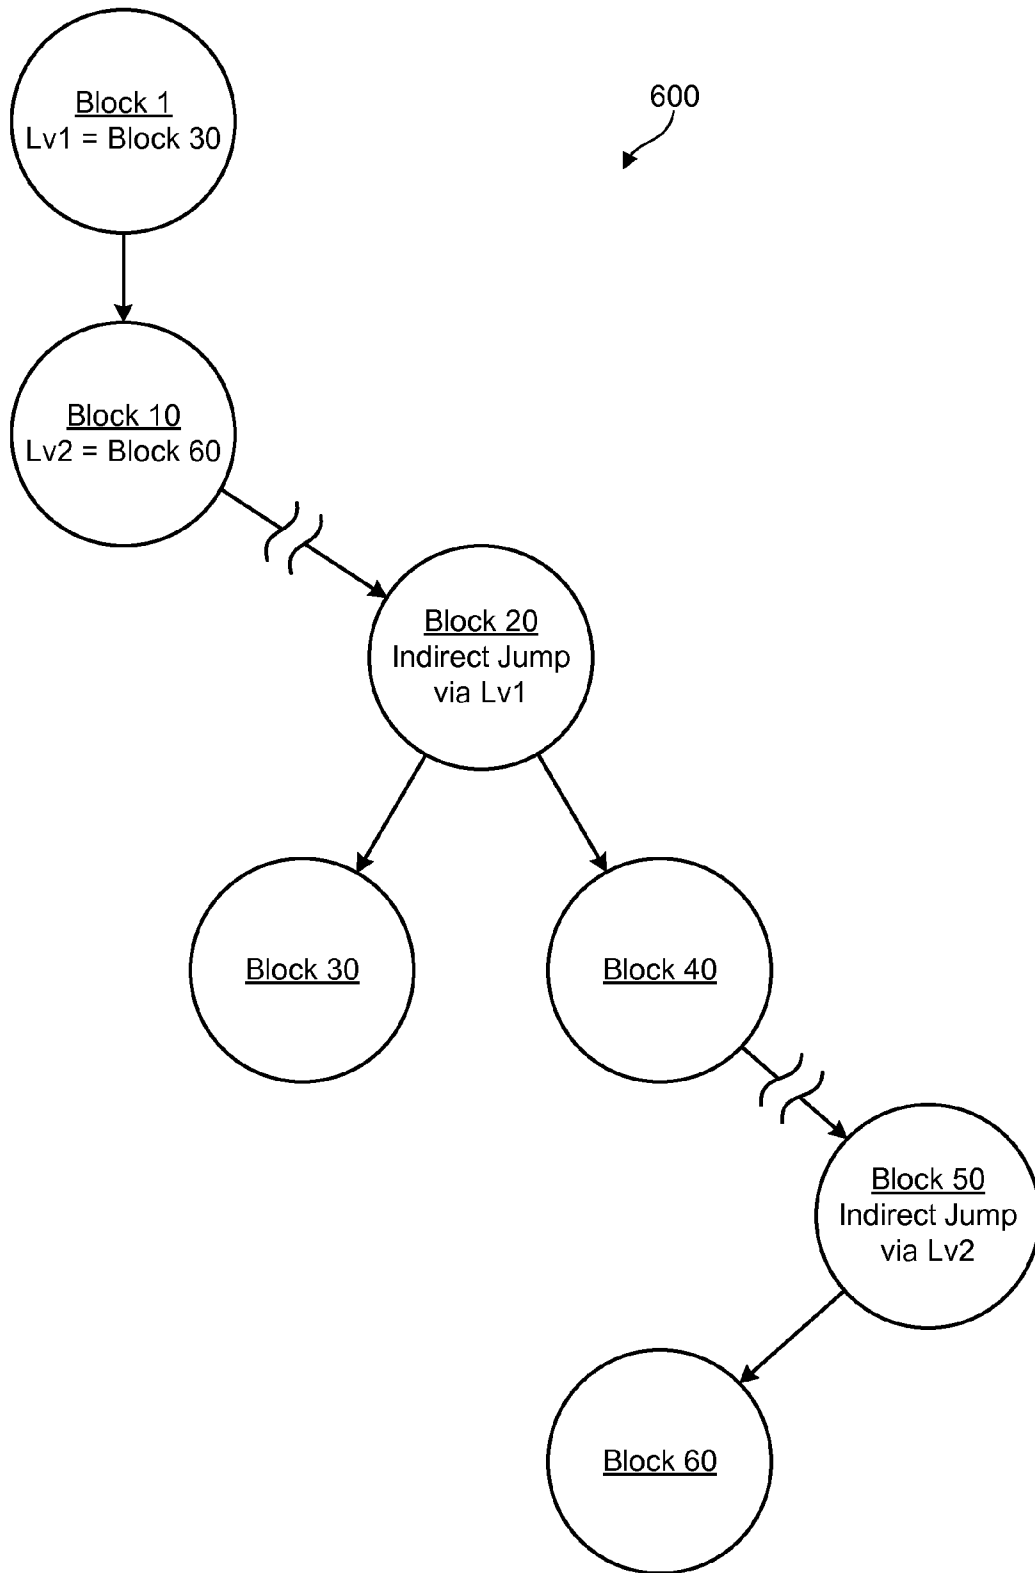 Block 1
Lv1 = Block 30
600
Block 10
Lv2 = Block 60
Block 20
Indirect Jump
via Lv1
Block 30
Block 40
Block 50
Indirect Jump
via Lv2
Block 60